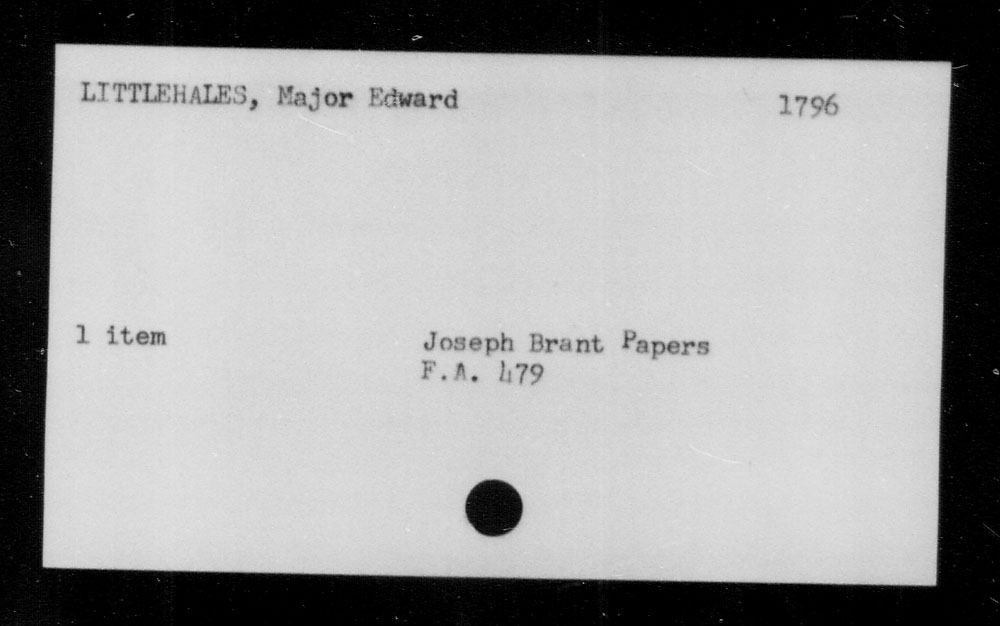 LITTLEHALES, Major Edward 1796
1 item Joseph Brant Papers
F.A. 479